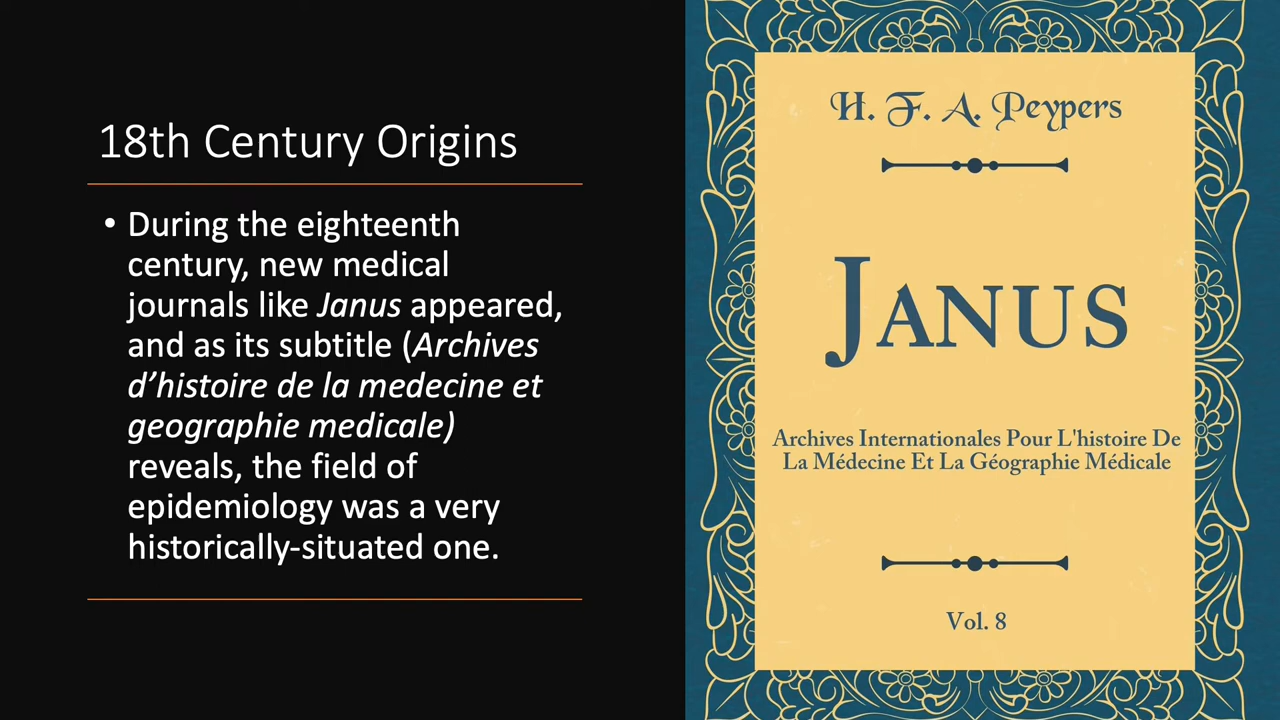 18th Century Origins
• During the eighteenth
century, new medical
journals like Janus appeared,
and as its subtitle (Archives
d’histoire de la medecine et
geographie medicale)
reveals, the field of
epidemiology was a very
historically-situated one.
H. F. A. Peypers
Janus
Archives Internationales Pour L'histoire De
La Médecine Et La Géographie Médicale
Vol. 8